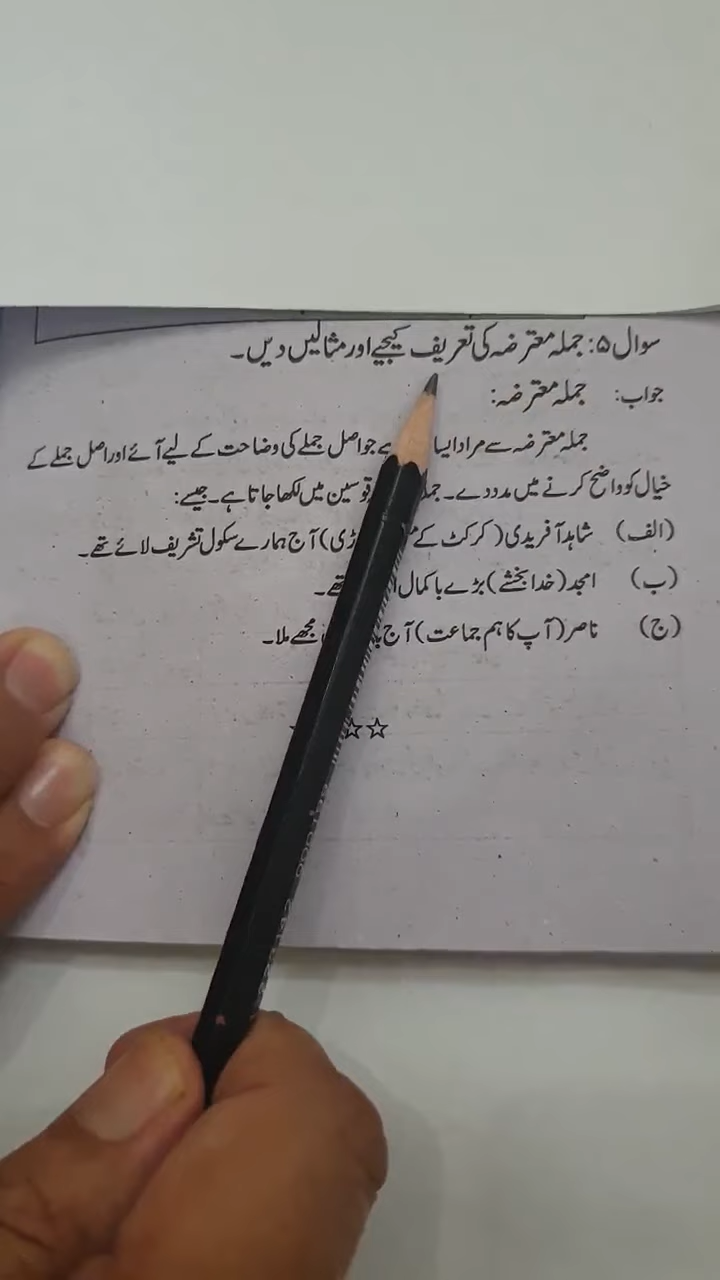 سوال ۵: جملہ معترضہ کی تعریف کیجیے اور مثالیں دیں۔
جواب: جملہ معترضہ:
جملہ معترضہ سے مراد ایسا ہے جو اصل جملے کی وضاحت کے لیے آئے اور اصل جملے کے
خیال کو واضح کرنے میں مدد دے۔ قوسین میں لکھا جاتا ہے۔ جیسے:
(الف) شاہد آفریدی (کرکٹ کے) آج ہمارے سکول تشریف لائے تھے۔
(ب) امجد (خدا بخشے) بڑے باکمال تھے۔
(ج) ناصر (آپ کا ہم جماعت) آج مجھے ملا۔
☆☆